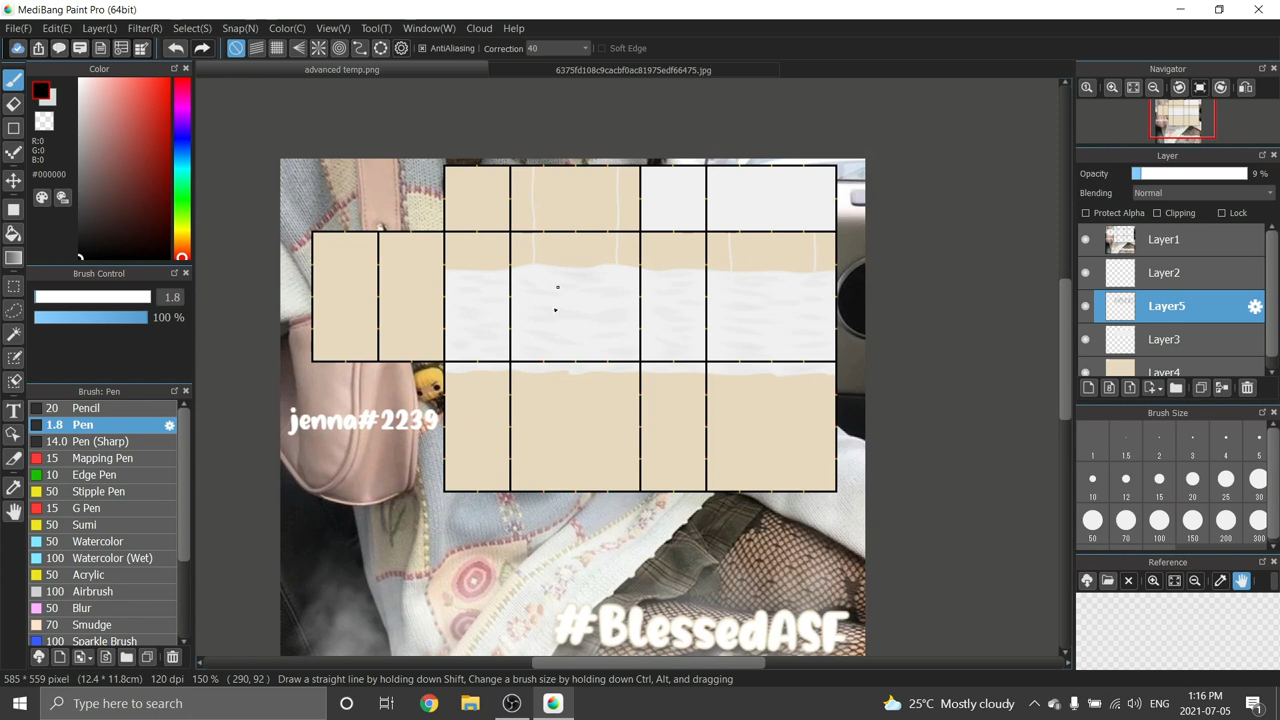 MediBang Paint Pro (64bit)
File(F) Edit(E) Layer(L) Filter(R) Select(S) Snap(N) Color(C) View(V) Tool(T) Window(W) Cloud Help
AntiAliasing Correction 40 Soft Edge
Color
advanced temp.png
6375fd108c9cacbf0ac81975edf66475.jpg
Navigator
R:0
G:0
B:0
#000000
Layer
Opacity 9 %
Blending Normal
Protect Alpha Clipping Lock
Layer1
Layer2
Layer5
Layer3
Layer4
Brush Control
1.8
100 %
Brush: Pen
20 Pencil
1.8 Pen
14.0 Pen (Sharp)
15 Mapping Pen
10 Edge Pen
50 Stipple Pen
15 G Pen
50 Sumi
50 Watercolor
100 Watercolor (Wet)
50 Acrylic
100 Airbrush
50 Blur
70 Smudge
100 Sparkle Brush
jenna#2239
#BlessedASF
Brush Size
1 1.5 2 3 4 5
10 12 15 20 25 30
50 70 100 150 200 300
Reference
585 * 559 pixel (12.4 * 11.8cm) 120 dpi 150 % ( 290, 92 ) Draw a straight line by holding down Shift, Change a brush size by holding down Ctrl, Alt, and dragging
Type here to search
25°C Mostly cloudy
ENG
1:16 PM
2021-07-05
1